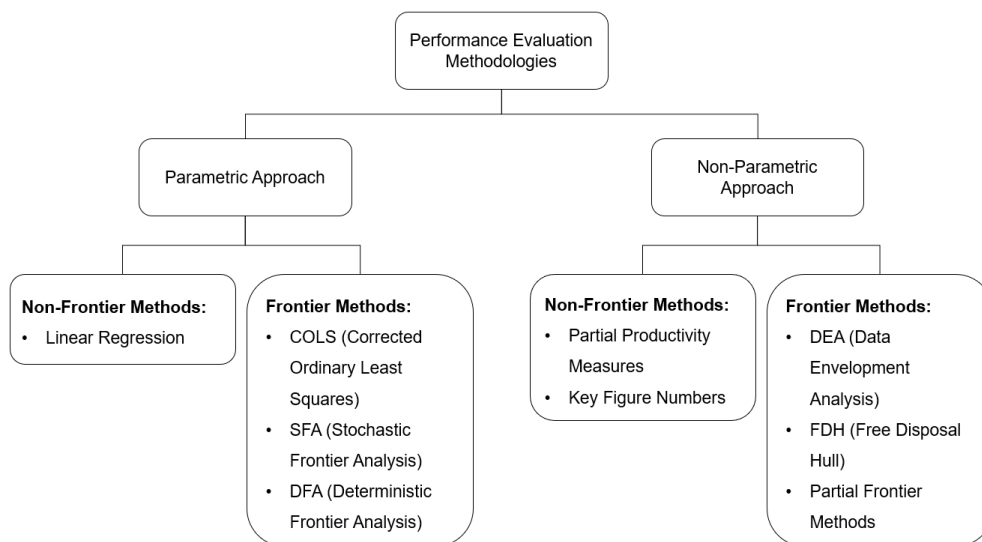 Performance Evaluation
Methodologies
Parametric Approach
Non-Parametric
Approach
Non-Frontier Methods:
• Linear Regression
Frontier Methods:
• COLS (Corrected
Ordinary Least
Squares)
• SFA (Stochastic
Frontier Analysis)
• DFA (Deterministic
Frontier Analysis)
Non-Frontier Methods:
• Partial Productivity
Measures
• Key Figure Numbers
Frontier Methods:
• DEA (Data
Envelopment
Analysis)
• FDH (Free Disposal
Hull)
• Partial Frontier
Methods